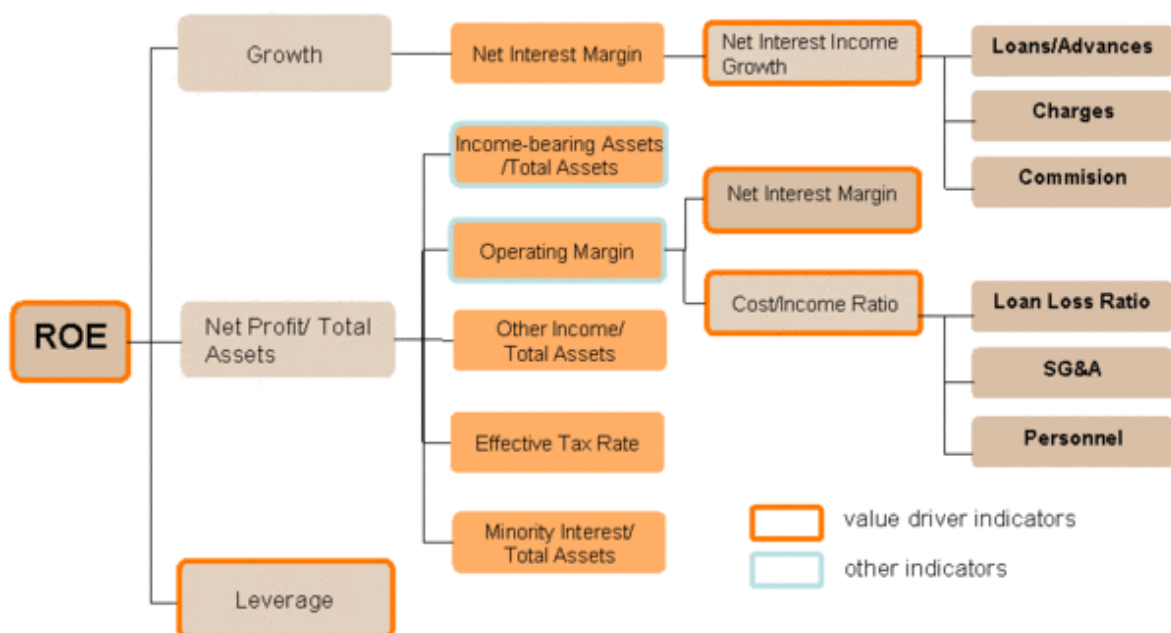 Growth
Net Interest Margin
Net Interest Income
Growth
Loans/Advances
Charges
Commision
Income-bearing Assets
/Total Assets
Net Interest Margin
Operating Margin
ROE
Net Profit/ Total
Assets
Other Income/
Total Assets
Cost/Income Ratio
Loan Loss Ratio
SG&A
Personnel
Effective Tax Rate
Minority Interest/
Total Assets
Leverage
value driver indicators
other indicators